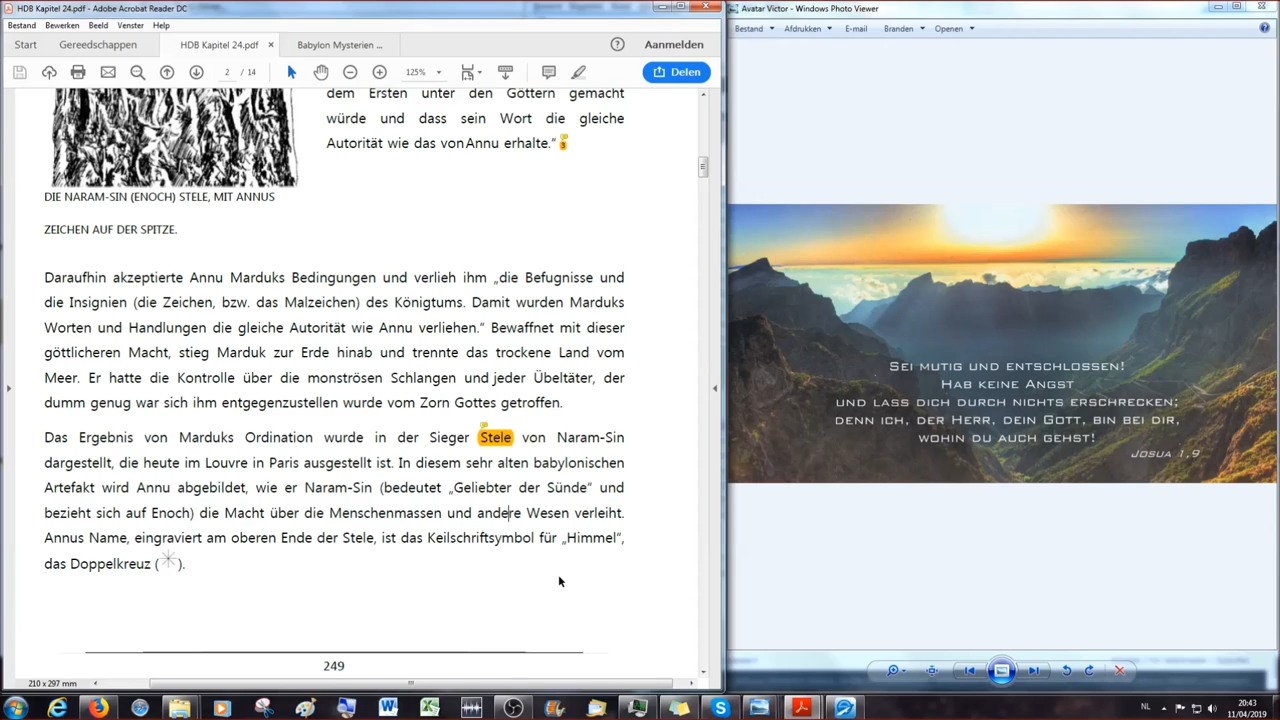 HDB Kapitel 24.pdf - Adobe Acrobat Reader DC
Bestand Bewerken Beeld Venster Help
Start Gereedschappen HDB Kapitel 24.pdf × Babylon Mysterien ... ? Anmelden
2 / 14 125% Delen
dem Ersten unter den Göttern gemacht
würde und dass sein Wort die gleiche
Autorität wie das von Annu erhalte.“ 3
DIE NARAM-SIN (ENOCH) STELE, MIT ANNUS
ZEICHEN AUF DER SPITZE.
Daraufhin akzeptierte Annu Marduks Bedingungen und verlieh ihm „die Befugnisse und
die Insignien (die Zeichen, bzw. das Malzeichen) des Königtums. Damit wurden Marduks
Worten und Handlungen die gleiche Autorität wie Annu verliehen.“ Bewaffnet mit dieser
göttlicheren Macht, stieg Marduk zur Erde hinab und trennte das trockene Land vom
Meer. Er hatte die Kontrolle über die monströsen Schlangen und jeder Übeltäter, der
dumm genug war sich ihm entgegenzustellen wurde vom Zorn Gottes getroffen.
Das Ergebnis von Marduks Ordination wurde in der Sieger Stele von Naram-Sin
dargestellt, die heute im Louvre in Paris ausgestellt ist. In diesem sehr alten babylonischen
Artefakt wird Annu abgebildet, wie er Naram-Sin (bedeutet „Geliebter der Sünde“ und
bezieht sich auf Enoch) die Macht über die Menschenmassen und andere Wesen verleiht.
Annus Name, eingraviert am oberen Ende der Stele, ist das Keilschriftsymbol für „Himmel“,
das Doppelkreuz ( ).
249
210 x 297 mm
Avatar Victor - Windows Photo Viewer
Bestand Afdrukken E-mail Branden Openen
Sei mutig und entschlossen!
Hab keine Angst
und lass dich durch nichts erschrecken;
denn ich, der Herr, dein Gott, bin bei dir,
wohin du auch gehst!
Josua 1,9
NL 20:43
11/04/2019